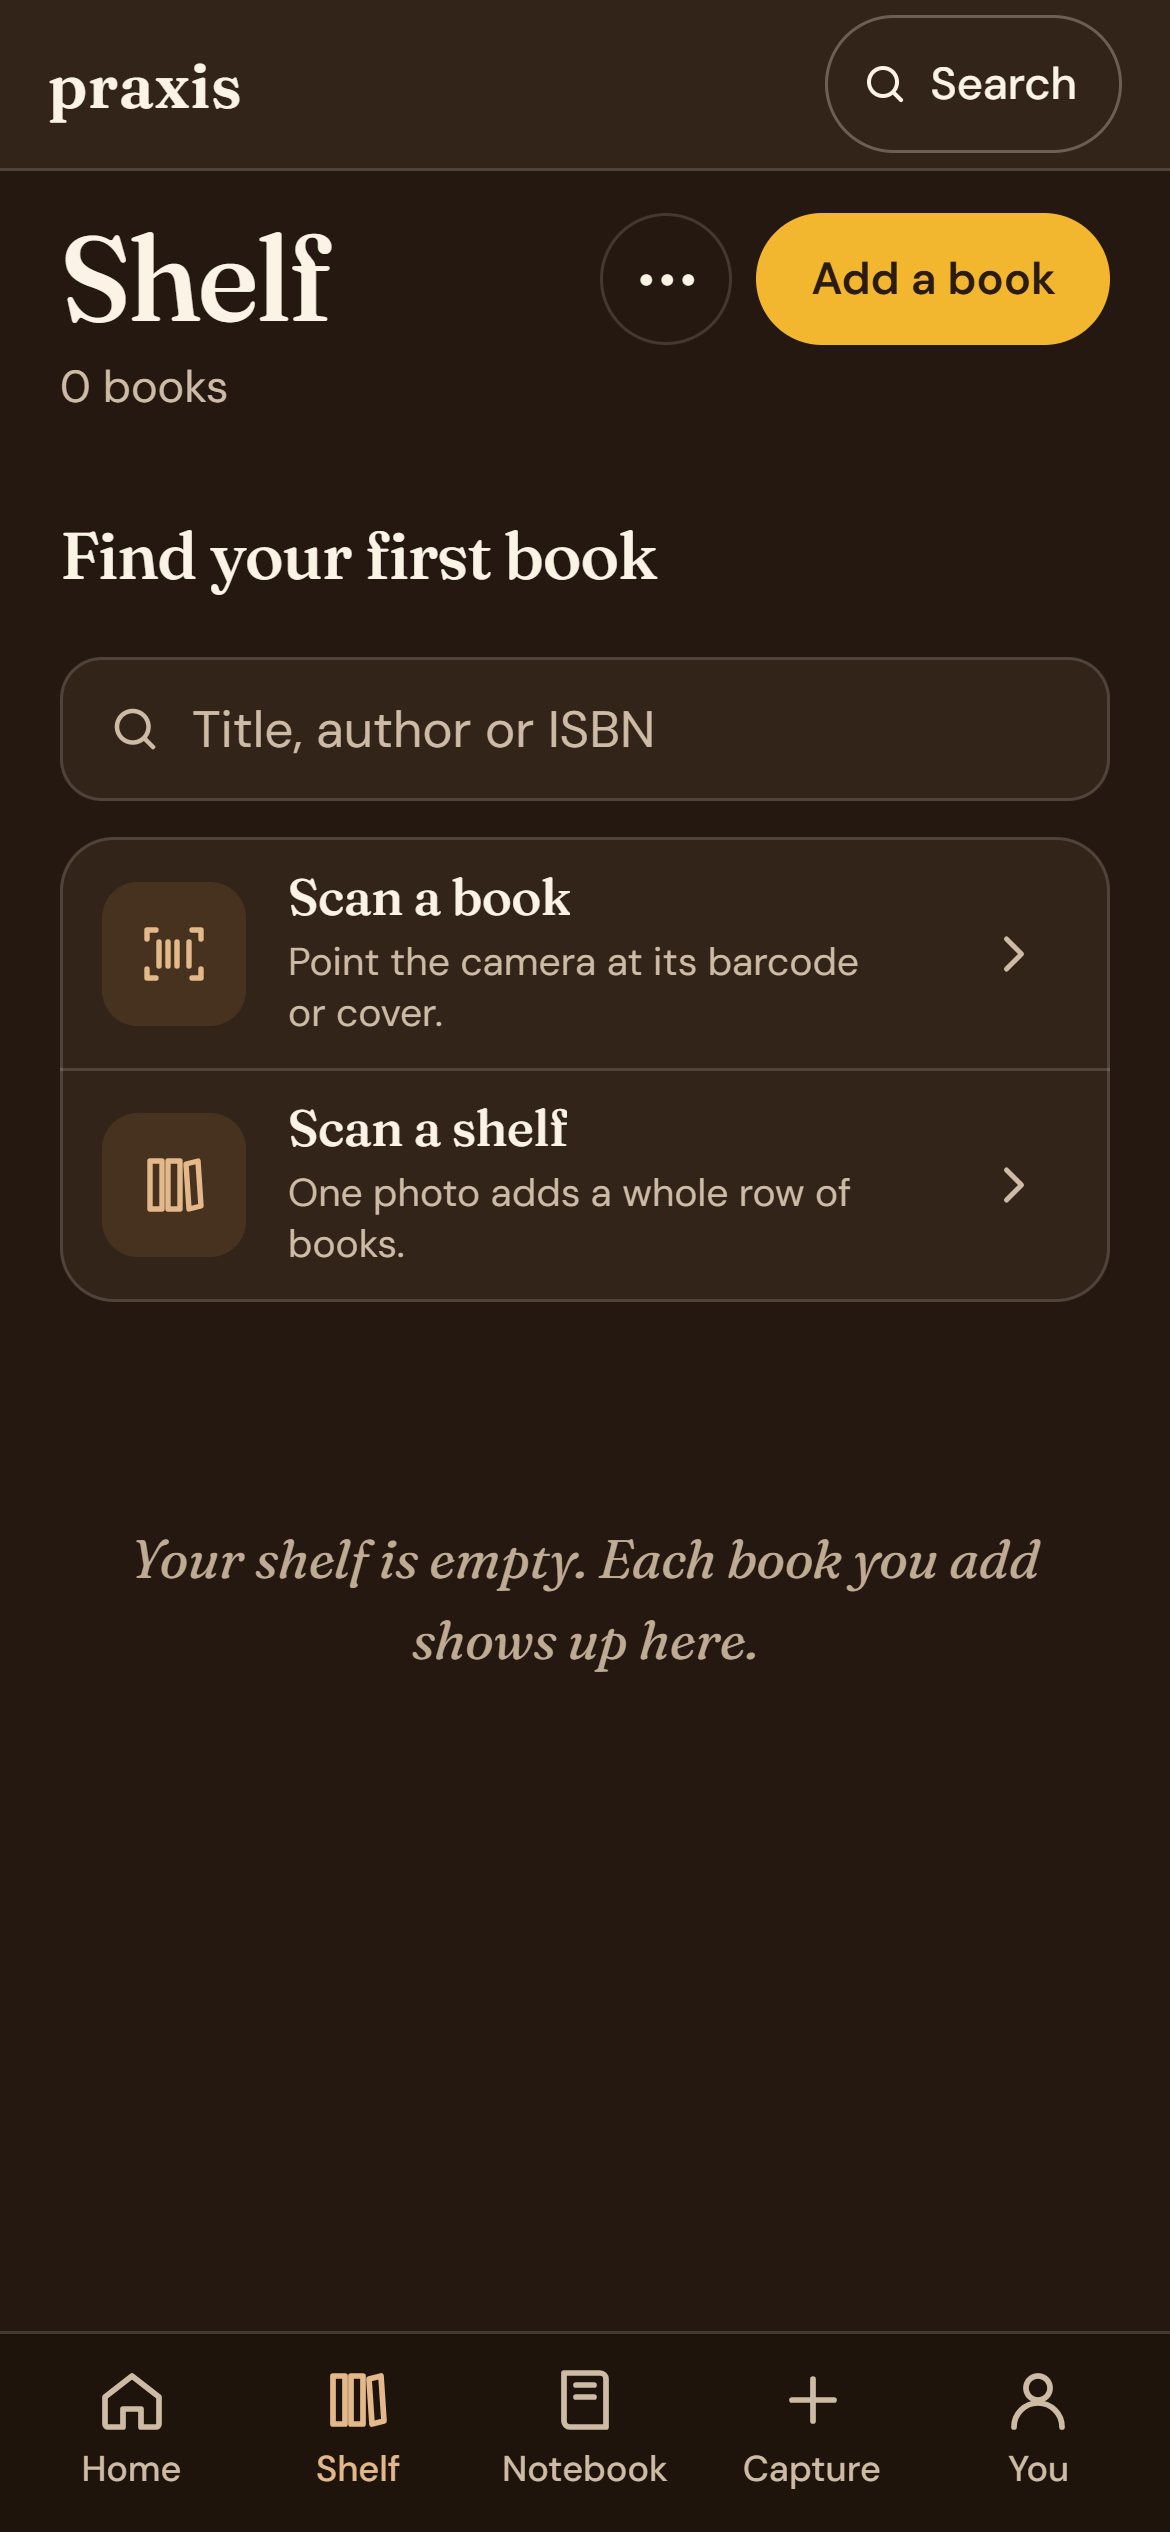 praxis
Search
Shelf
Add a book
0 books
Find your first book
Title, author or ISBN
Scan a book
Point the camera at its barcode
or cover.
Scan a shelf
One photo adds a whole row of
books.
Your shelf is empty. Each book you add
shows up here.
Home
Shelf
Notebook
Capture
You